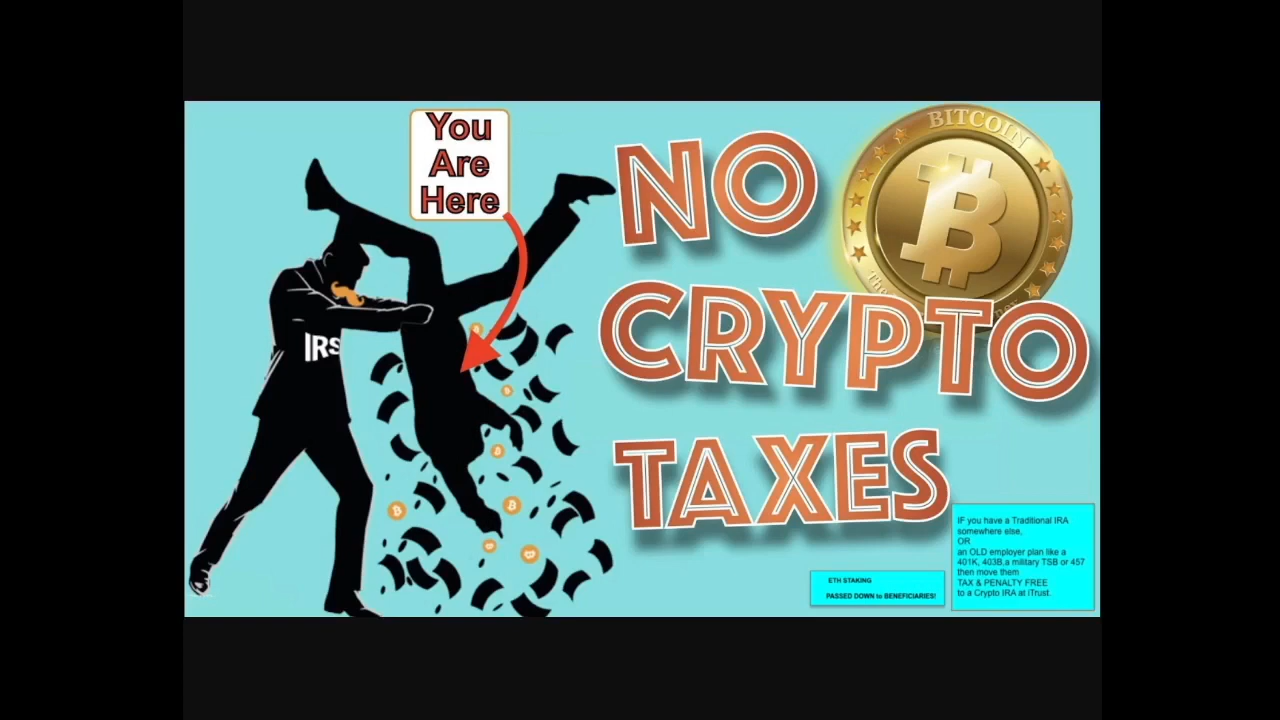 You
Are
Here
IRS
NO
CRYPTO
TAXES
BITCOIN
ETH STAKING
PASSED DOWN to BENEFICIARIES!
IF you have a Traditional IRA
somewhere else,
OR
an OLD employer plan like a
401K, 403B,a military TSB or 457
then move them
TAX & PENALTY FREE
to a Crypto IRA at iTrust.